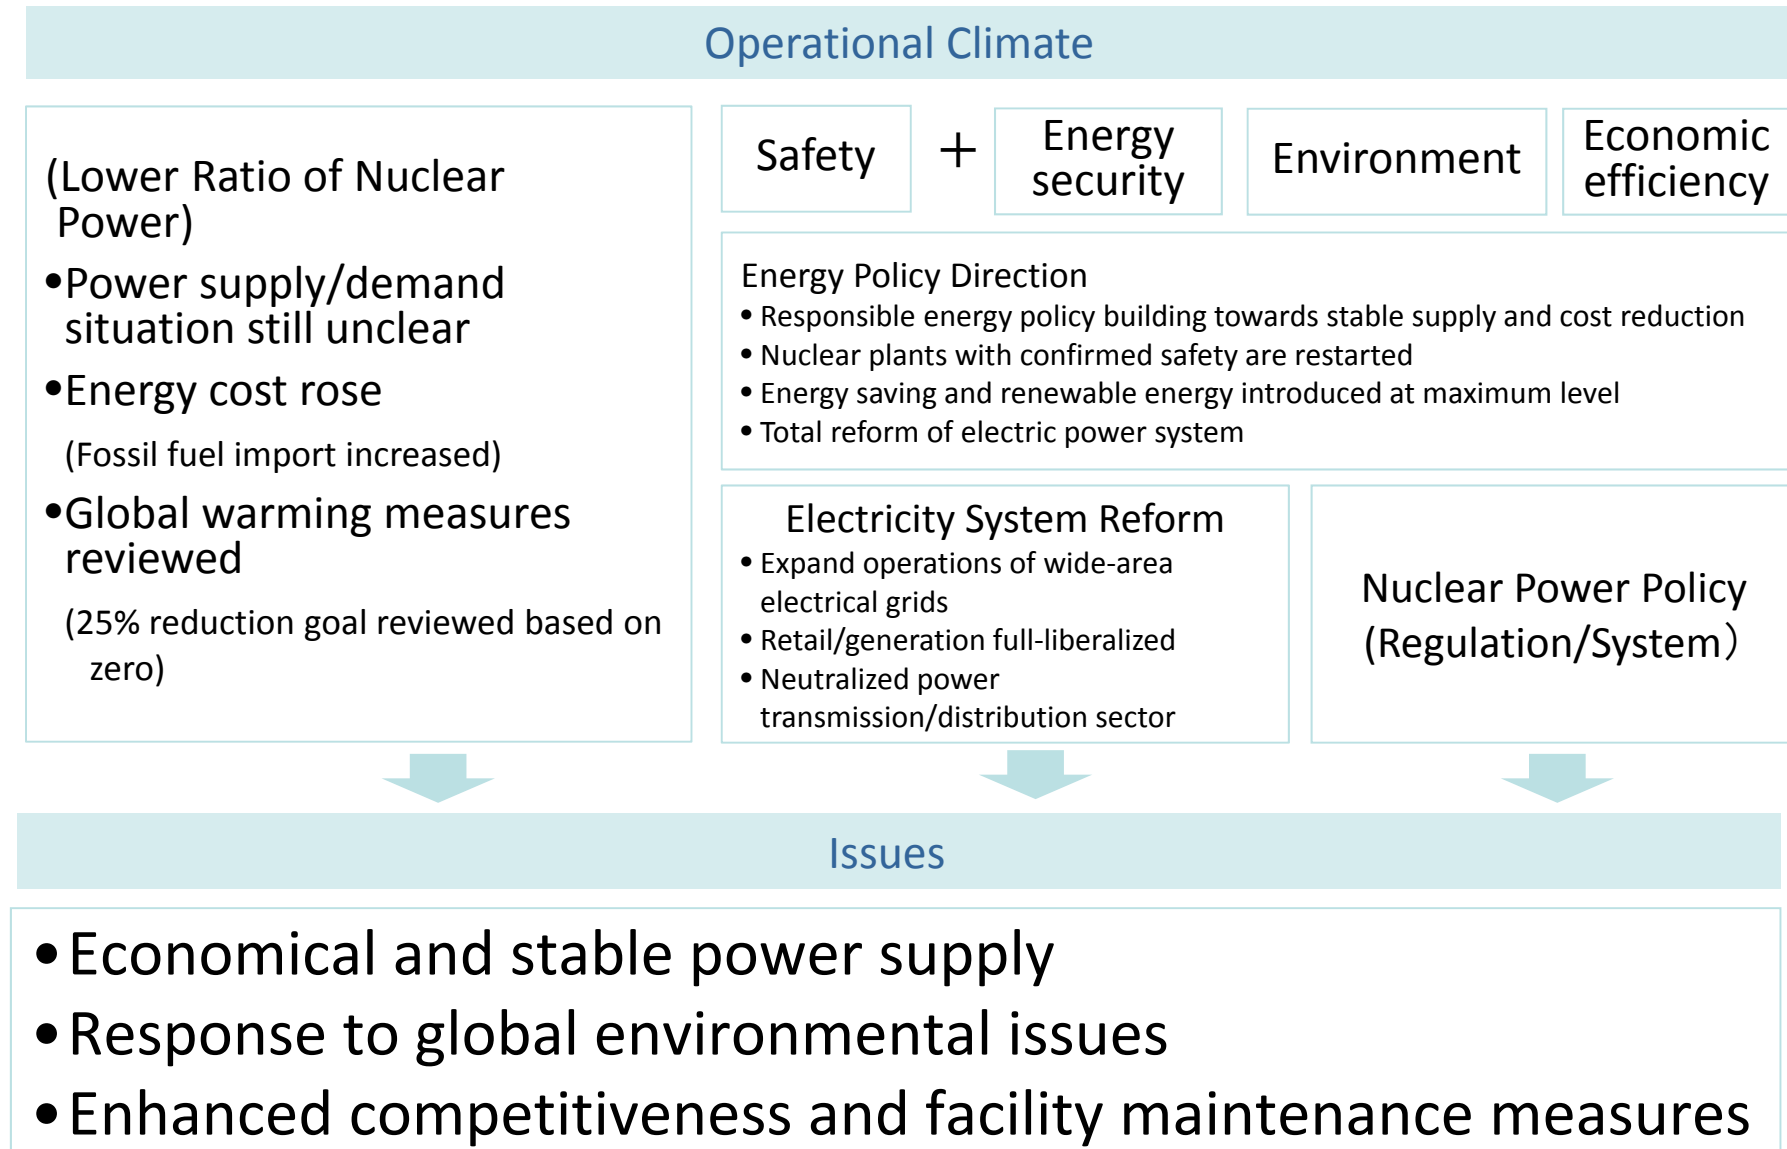 Operational Climate
(Lower Ratio of Nuclear
Power)
•Power supply/demand
situation still unclear
•Energy cost rose
(Fossil fuel import increased)
•Global warming measures
reviewed
(25% reduction goal reviewed based on
zero)
Safety
+
Energy
security
Environment
Economic
efficiency
Energy Policy Direction
• Responsible energy policy building towards stable supply and cost reduction
• Nuclear plants with confirmed safety are restarted
• Energy saving and renewable energy introduced at maximum level
• Total reform of electric power system
Electricity System Reform
• Expand operations of wide-area
electrical grids
• Retail/generation full-liberalized
• Neutralized power
transmission/distribution sector
Nuclear Power Policy
(Regulation/System）
Issues
•Economical and stable power supply
•Response to global environmental issues
•Enhanced competitiveness and facility maintenance measures